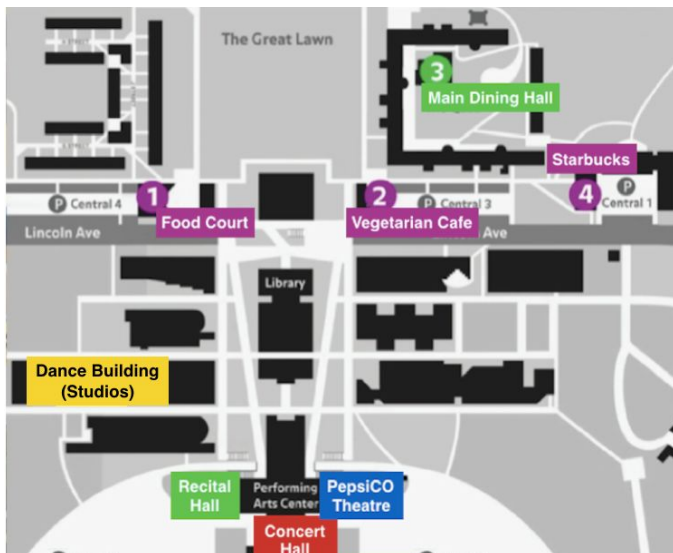 The Great Lawn
3
Main Dining Hall
Starbucks
1
2
4
P Central 4
P Central 3
P
Central 1
Food Court
Vegetarian Cafe
Lincoln Ave
Ave
Library
Dance Building
(Studios)
Recital
Hall
Performing
Arts Center
PepsiCO
Theatre
Concert
Hall